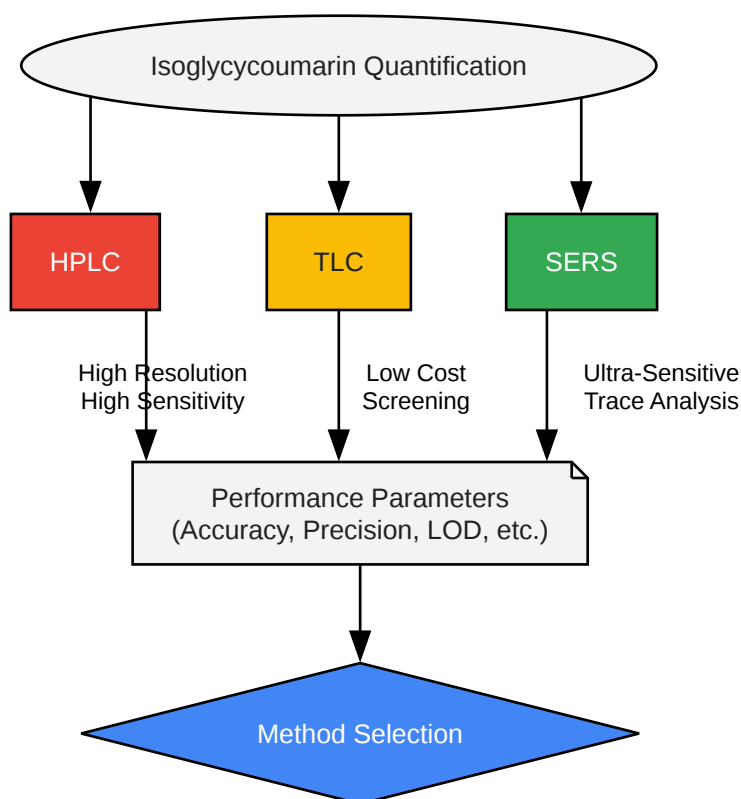 Isoglycycoumarin Quantification
HPLC
TLC
SERS
High Resolution
High Sensitivity
Low Cost
Screening
Ultra-Sensitive
Trace Analysis
Performance Parameters
(Accuracy, Precision, LOD, etc.)
Method Selection